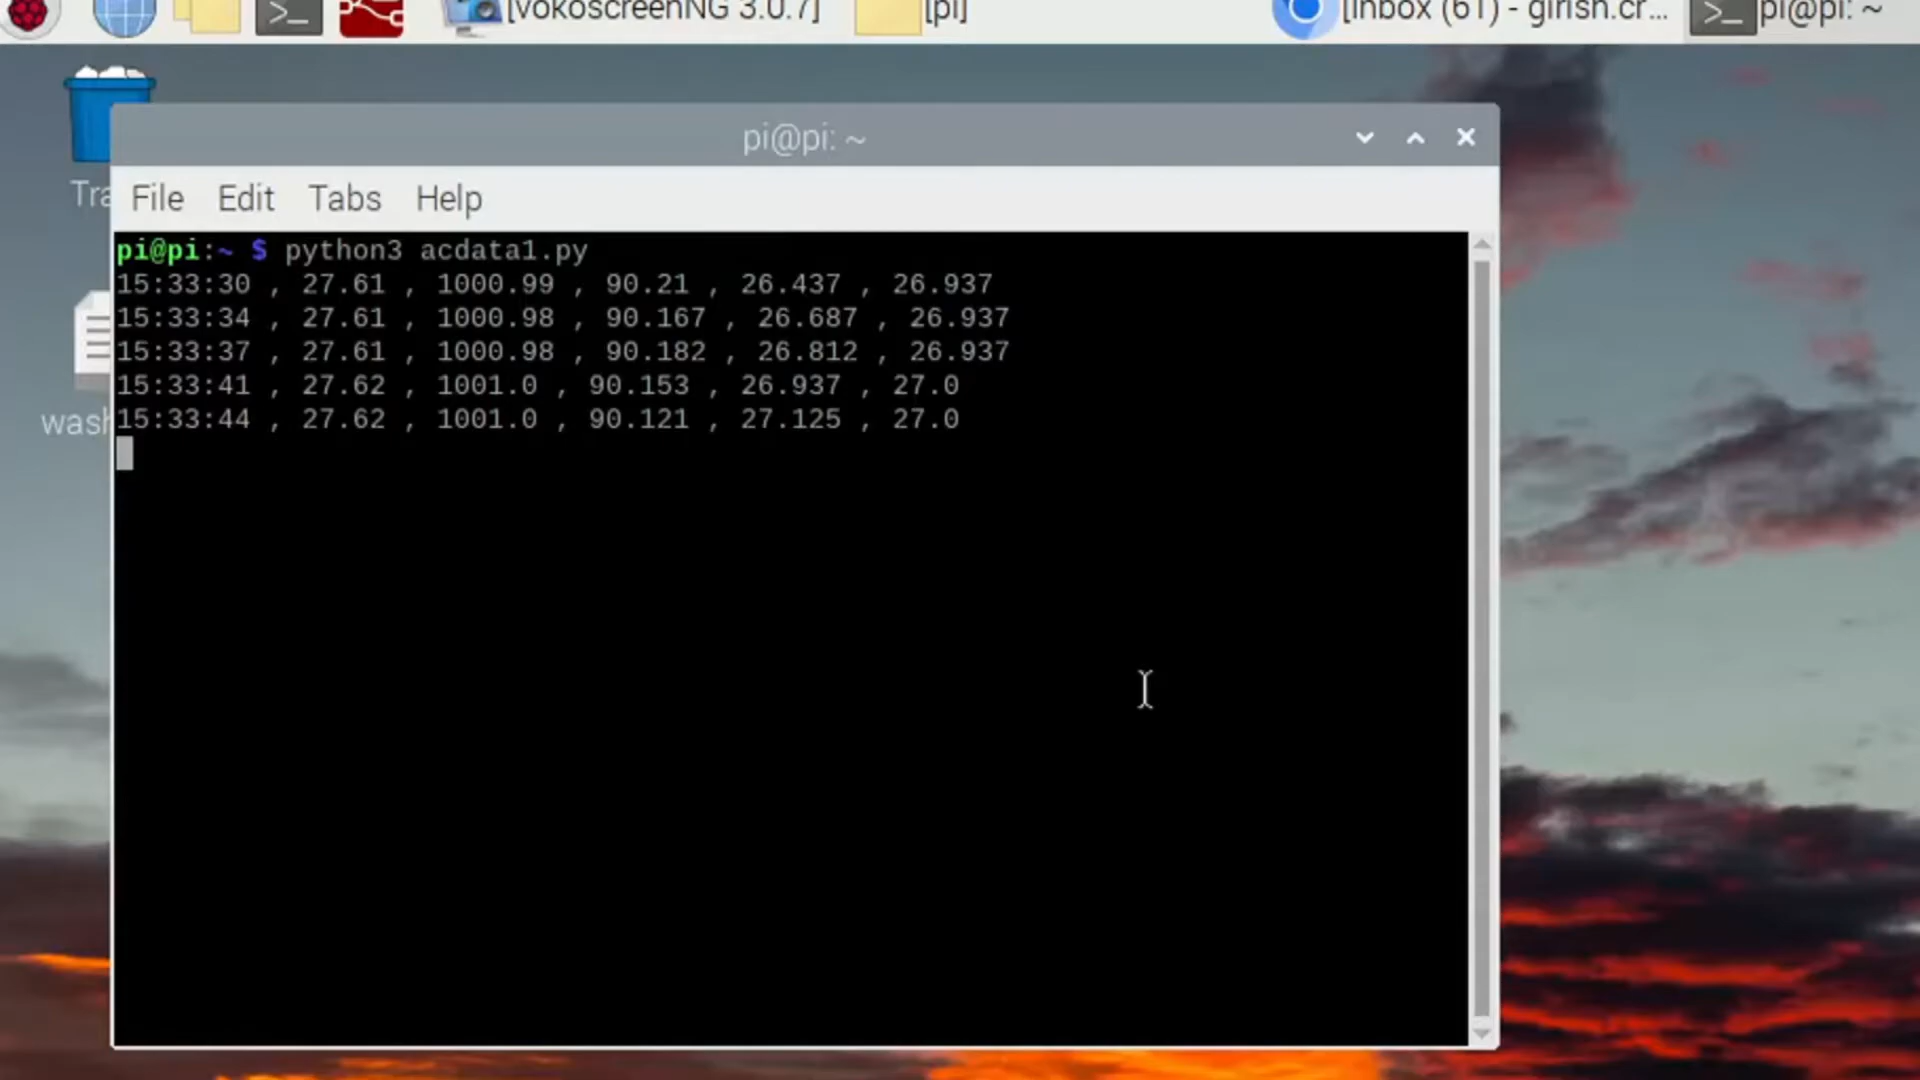 [vokoscreenNG 3.0.7] [pi] [Inbox (61) - girish.cr... pi@pi: ~
pi@pi: ~
File Edit Tabs Help
pi@pi:~ $ python3 acdata1.py
15:33:30 , 27.61 , 1000.99 , 90.21 , 26.437 , 26.937
15:33:34 , 27.61 , 1000.98 , 90.167 , 26.687 , 26.937
15:33:37 , 27.61 , 1000.98 , 90.182 , 26.812 , 26.937
15:33:41 , 27.62 , 1001.0 , 90.153 , 26.937 , 27.0
15:33:44 , 27.62 , 1001.0 , 90.121 , 27.125 , 27.0
Tra
wash